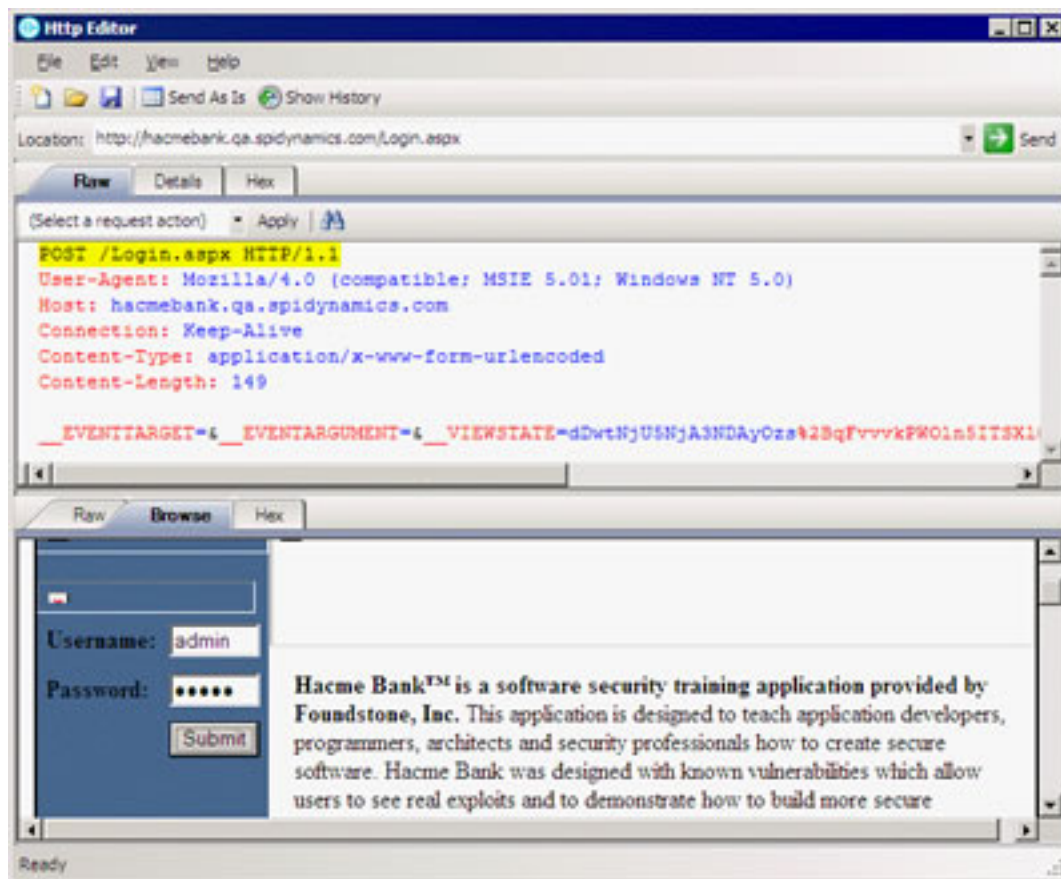 Http Editor
File Edit View Help
Send As Is Show History
Location: http://hacmebank.qa.spidynamics.com/Login.aspx Send
Raw Details Hex
(Select a request action) Apply
POST /Login.aspx HTTP/1.1
User-Agent: Mozilla/4.0 (compatible; MSIE 5.01; Windows NT 5.0)
Host: hacmebank.qa.spidynamics.com
Connection: Keep-Alive
Content-Type: application/x-www-form-urlencoded
Content-Length: 149
__EVENTTARGET=&__EVENTARGUMENT=&__VIEWSTATE=
Raw Browse Hex
Username: admin
Password: •••••
Submit
Hacme Bank™ is a software security training application provided by
Foundstone, Inc. This application is designed to teach application developers,
programmers, architects and security professionals how to create secure
software. Hacme Bank was designed with known vulnerabilities which allow
users to see real exploits and to demonstrate how to build more secure
Ready